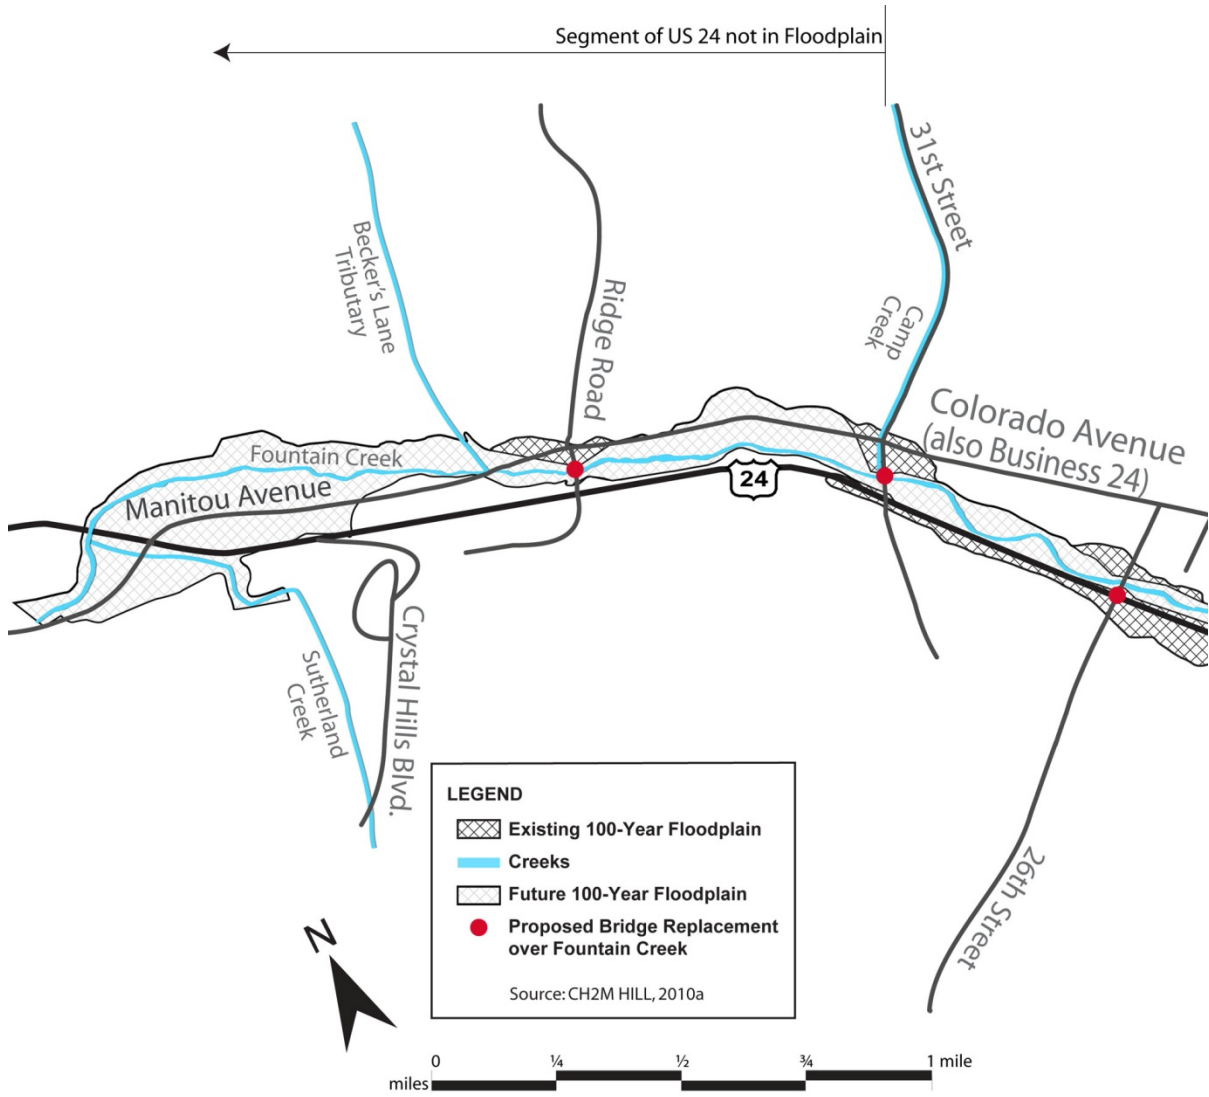 Segment of US 24 not in Floodplain
31st Street
Becker's Lane
Tributary
Ridge Road
Camp
Creek
Colorado Avenue
(also Business 24)
Fountain Creek
24
Manitou Avenue
Crystal Hills Blvd.
Sutherland
Creek
26th Street
LEGEND
Existing 100-Year Floodplain
Creeks
Future 100-Year Floodplain
Proposed Bridge Replacement
over Fountain Creek
Source: CH2M HILL, 2010a
N
0 ¼ ½ ¾ 1 mile
miles